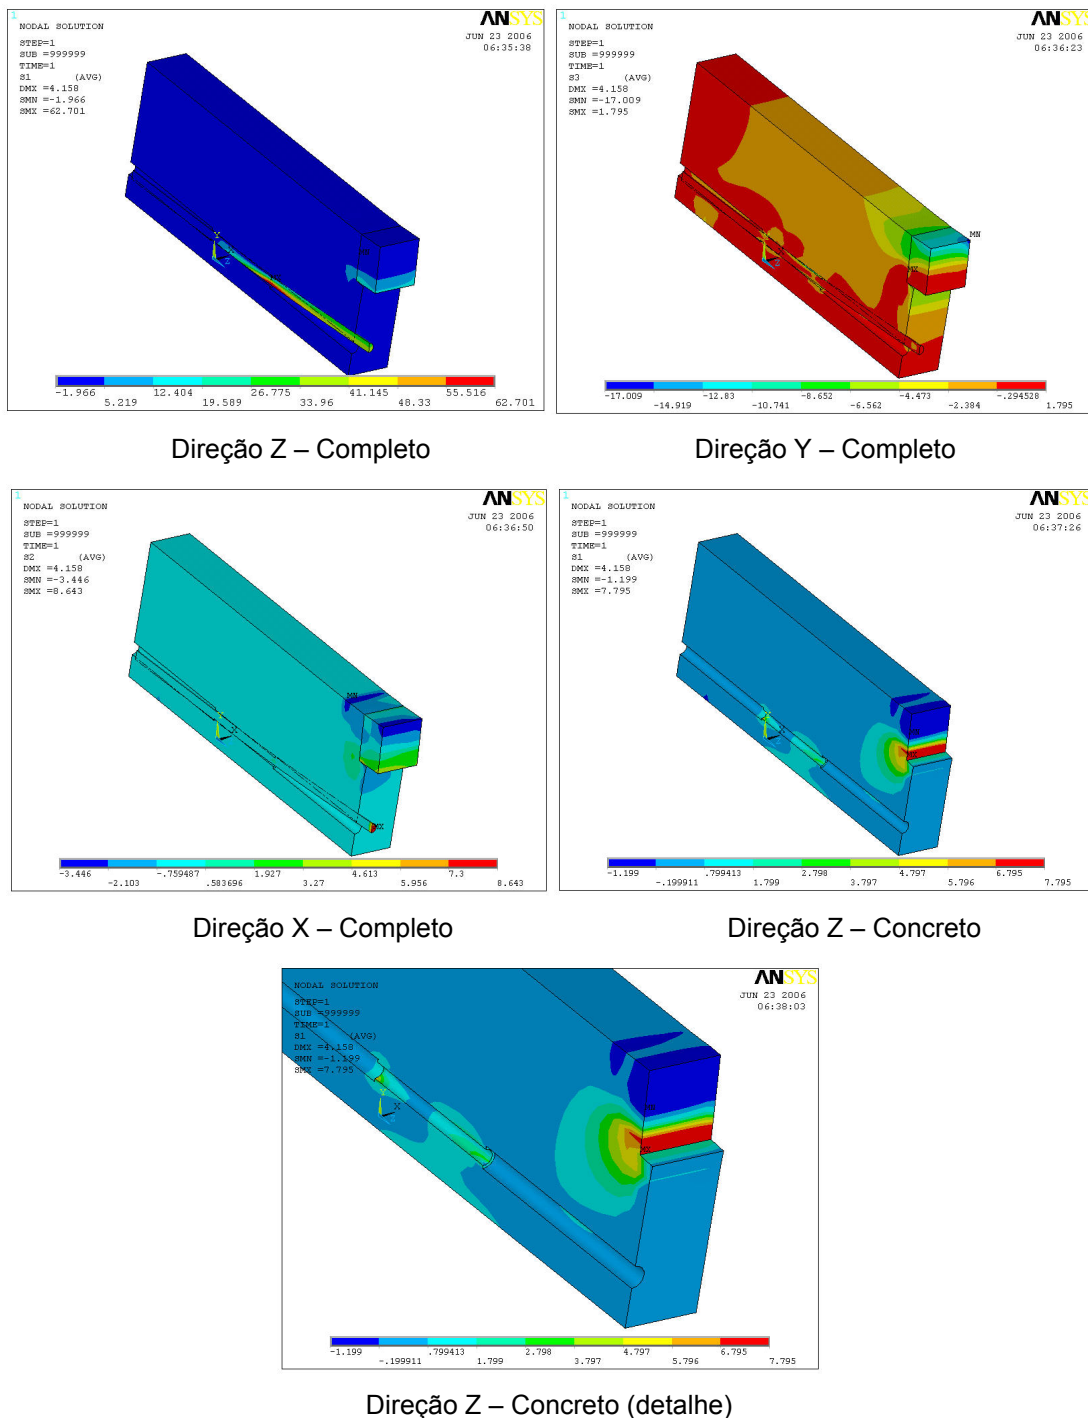 1
ANSYS
NODAL SOLUTION
JUN 23 2006
06:35:38
STEP=1
SUB =999999
TIME=1
S1 (AVG)
DMX =4.158
SMN =-1.966
SMX =62.701
Y
Z
MX
-1.966 12.404 26.775 41.145 55.516
5.219 19.589 33.96 48.33 62.701
Direção Z – Completo
1
ANSYS
NODAL SOLUTION
JUN 23 2006
06:36:23
STEP=1
SUB =999999
TIME=1
S3 (AVG)
DMX =4.158
SMN =-17.009
SMX =1.795
MN
MX
-17.009 -12.83 -8.652 -4.473 -.294528
-14.919 -10.741 -6.562 -2.384 1.795
Direção Y – Completo
1
ANSYS
NODAL SOLUTION
JUN 23 2006
06:36:50
STEP=1
SUB =999999
TIME=1
S2 (AVG)
DMX =4.158
SMN =-3.446
SMX =8.643
MN
X
MX
-3.446 -.759487 1.927 4.613 7.3
-2.103 .583696 3.27 5.956 8.643
Direção X – Completo
1
ANSYS
NODAL SOLUTION
JUN 23 2006
06:37:26
STEP=1
SUB =999999
TIME=1
S1 (AVG)
DMX =4.158
SMN =-1.199
SMX =7.795
MN
MX
X
-1.199 .799413 2.798 4.797 6.795
-.199911 1.799 3.797 5.796 7.795
Direção Z – Concreto
ANSYS
NODAL SOLUTION
JUN 23 2006
06:38:03
STEP=1
SUB =999999
TIME=1
S1 (AVG)
DMX =4.158
SMN =-1.199
SMX =7.795
Y
X
MN
MX
-1.199 .799413 2.798 4.797 6.795
-.199911 1.799 3.797 5.796 7.795
Direção Z – Concreto (detalhe)